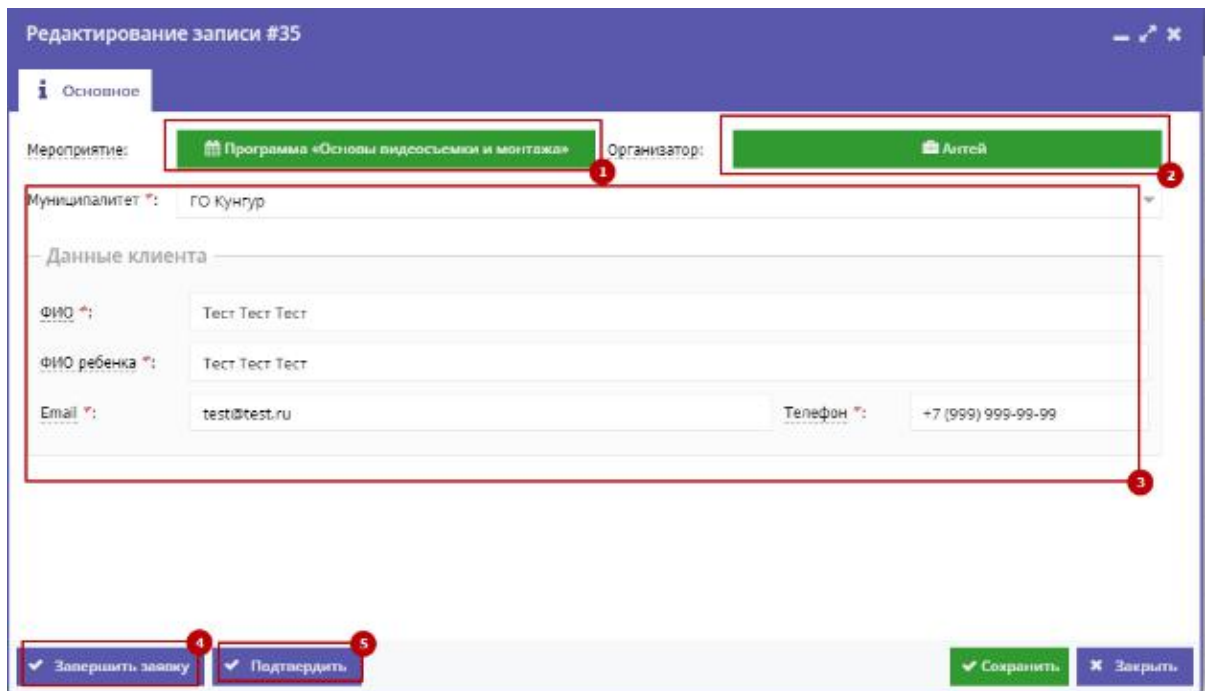 Редактирование записи #35
Основное
Мероприятие: Программа «Основы видеосъемки и монтажа» Организатор: Антей
1
2
Муниципалитет *: ГО Кунгур
Данные клиента
ФИО *: Тест Тест Тест
ФИО ребенка *: Тест Тест Тест
Email *: test@test.ru Телефон *: +7 (999) 999-99-99
3
4
5
Завершить заявку Подтвердить Сохранить Закрыть